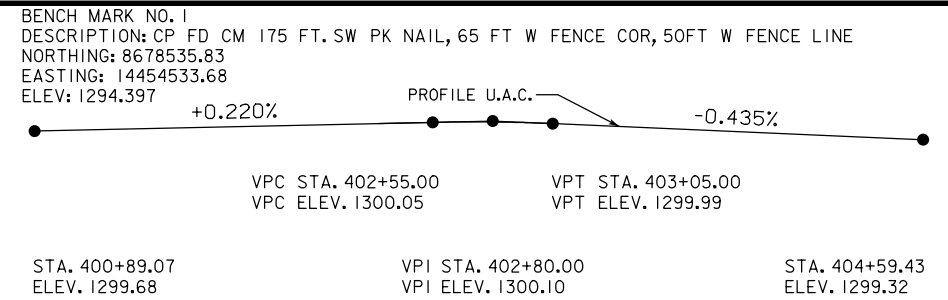 BENCH MARK NO. 1
DESCRIPTION: CP FD CM 175 FT. SW PK NAIL, 65 FT W FENCE COR, 50FT W FENCE LINE
NORTHING: 8678535.83
EASTING: 14454533.68
ELEV: 1294.397
PROFILE U.A.C.
+0.220% -0.435%
VPC STA. 402+55.00 VPT STA. 403+05.00
VPC ELEV. 1300.05 VPT ELEV. 1299.99
STA. 400+89.07 VPI STA. 402+80.00 STA. 404+59.43
ELEV. 1299.68 VPI ELEV. 1300.10 ELEV. 1299.32